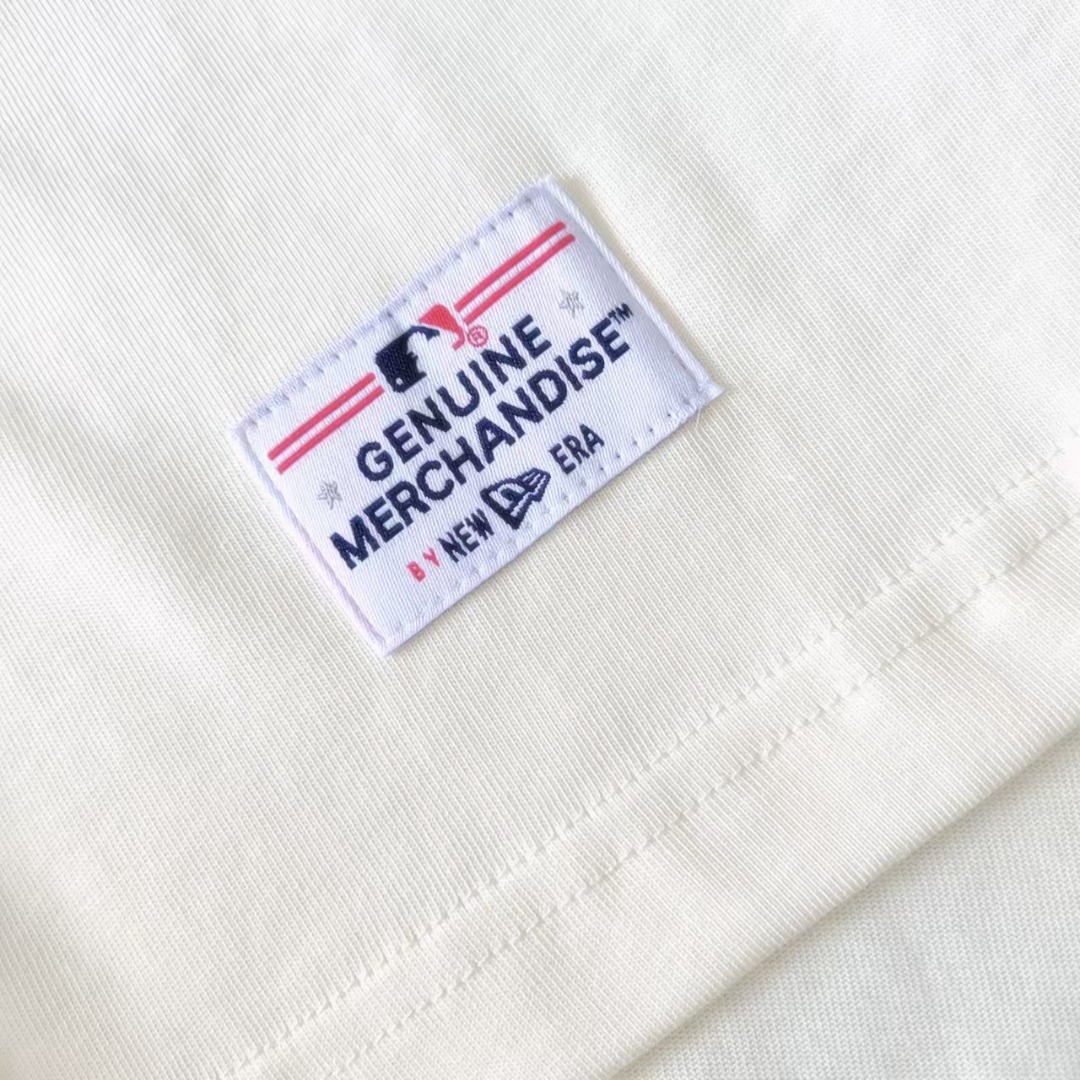 ®
GENUINE
MERCHANDISE™
BY NEW ERA